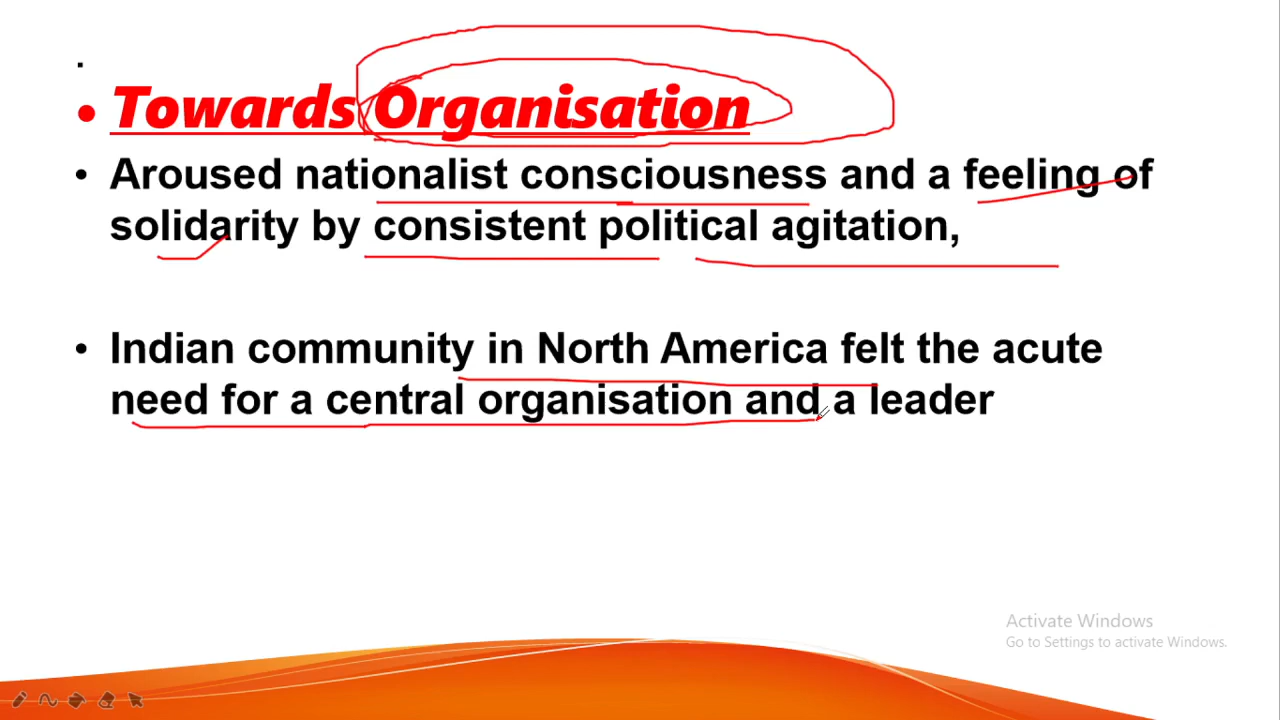 Towards Organisation
Aroused nationalist consciousness and a feeling of
solidarity by consistent political agitation,
Indian community in North America felt the acute
need for a central organisation and a leader
Activate Windows
Go to Settings to activate Windows.